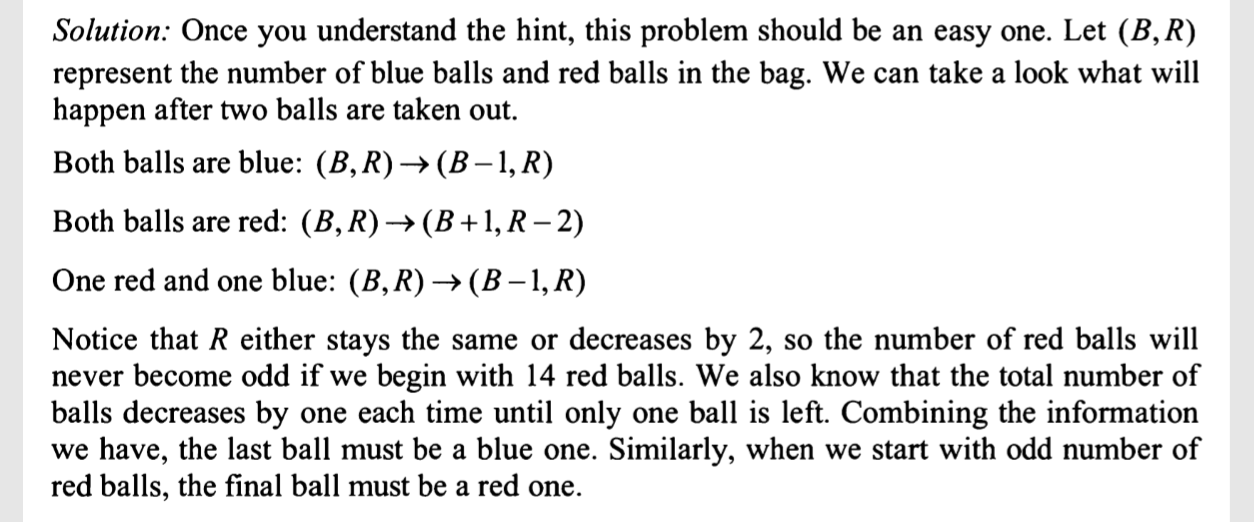 Solution: Once you understand the hint, this problem should be an easy one. Let (B, R)
represent the number of blue balls and red balls in the bag. We can take a look what will
happen after two balls are taken out.
Both balls are blue: (B, R) → (B − 1, R)
Both balls are red: (B, R) → (B + 1, R − 2)
One red and one blue: (B, R) → (B − 1, R)
Notice that R either stays the same or decreases by 2, so the number of red balls will
never become odd if we begin with 14 red balls. We also know that the total number of
balls decreases by one each time until only one ball is left. Combining the information
we have, the last ball must be a blue one. Similarly, when we start with odd number of
red balls, the final ball must be a red one.